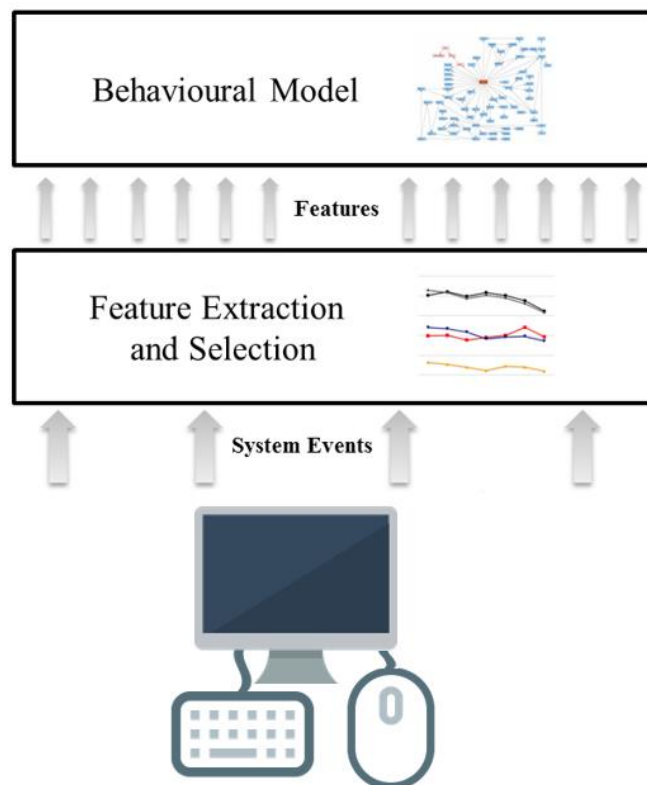 Behavioural Model
Features
Feature Extraction
and Selection
System Events